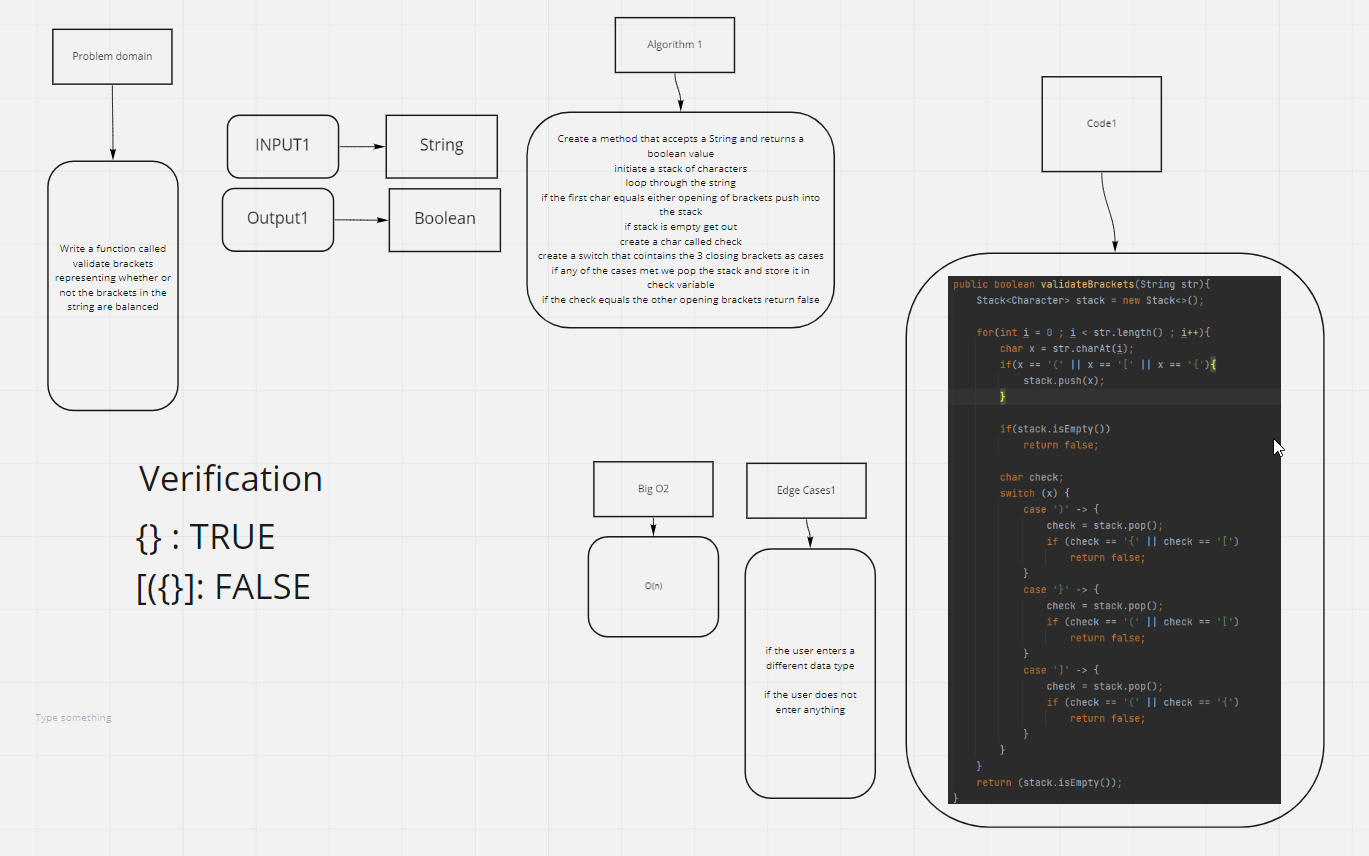 Problem domain
Write a function called
validate brackets
representing whether or
not the brackets in the
string are balanced
INPUT1
String
Output1
Boolean
Algorithm 1
Create a method that accepts a String and returns a
boolean value
initiate a stack of characters
loop through the string
if the first char equals either opening of brackets push into
the stack
if stack is empty get out
create a char called check
create a switch that cointains the 3 closing brackets as cases
if any of the cases met we pop the stack and store it in
check variable
if the check equals the other opening brackets return false
Verification
{} : TRUE
[({}]: FALSE
Type something
Big O2
O(n)
Edge Cases1
if the user enters a
different data type
if the user does not
enter anything
Code1
public boolean validateBrackets(String str){
Stack<Character> stack = new Stack<>();
for(int i = 0 ; i < str.length() ; i++){
char x = str.charAt(i);
if(x == '(' || x == '[' || x == '{'){
stack.push(x);
}
if(stack.isEmpty())
return false;
char check;
switch (x) {
case ')' -> {
check = stack.pop();
if (check == '{' || check == '[')
return false;
}
case '}' -> {
check = stack.pop();
if (check == '(' || check == '[')
return false;
}
case ']' -> {
check = stack.pop();
if (check == '(' || check == '{')
return false;
}
}
}
return (stack.isEmpty());
}